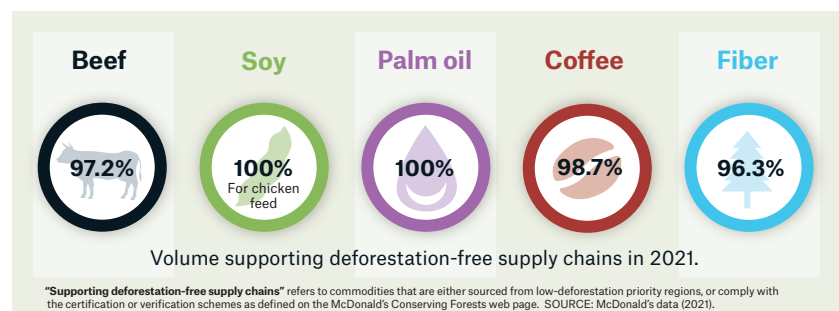 Beef
Soy
Palm oil
Coffee
Fiber
97.2%
100%
For chicken
feed
100%
98.7%
96.3%
Volume supporting deforestation-free supply chains in 2021.
“Supporting deforestation-free supply chains” refers to commodities that are either sourced from low-deforestation priority regions, or comply with
the certification or verification schemes as defined on the McDonald’s Conserving Forests web page. SOURCE: McDonald’s data (2021).